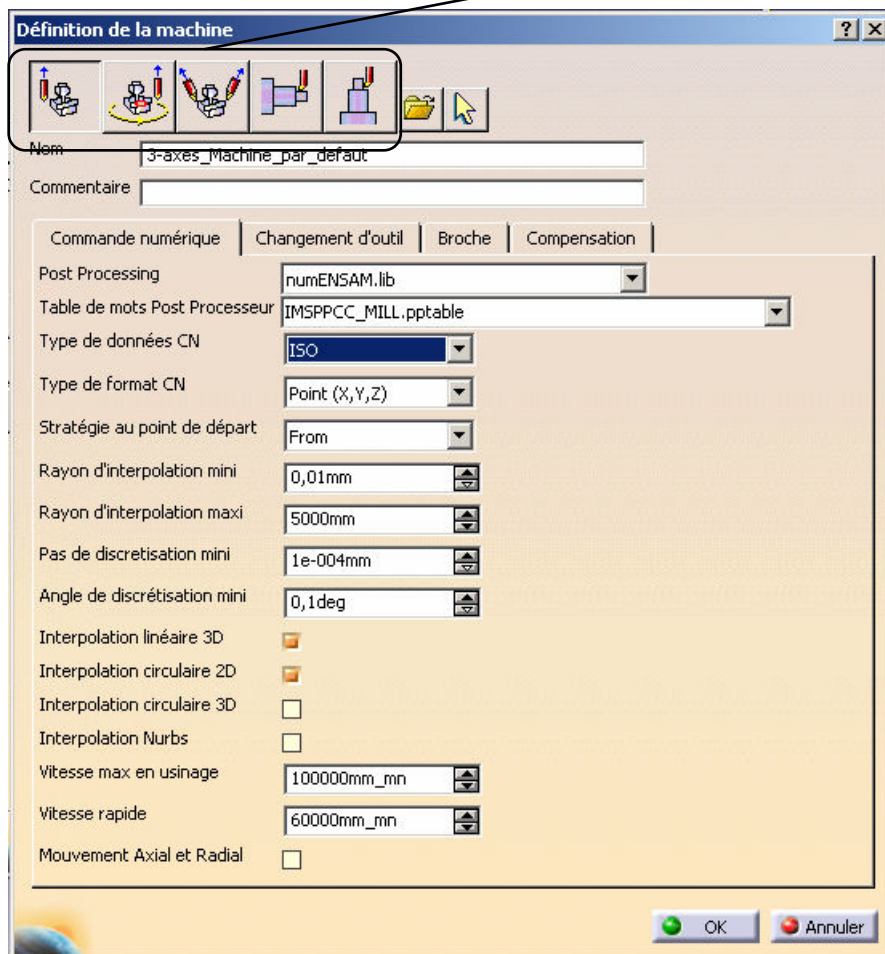 Définition de la machine
Nom 3-axes_Machine_par_defaut
Commentaire
Commande numérique Changement d'outil Broche Compensation
Post Processing numENSAM.lib
Table de mots Post Processeur IMSPPCC_MILL.pptable
Type de données CN ISO
Type de format CN Point (X,Y,Z)
Stratégie au point de départ From
Rayon d'interpolation mini 0,01mm
Rayon d'interpolation maxi 5000mm
Pas de discretisation mini 1e-004mm
Angle de discrétisation mini 0,1deg
Interpolation linéaire 3D
Interpolation circulaire 2D
Interpolation circulaire 3D
Interpolation Nurbs
Vitesse max en usinage 100000mm_mn
Vitesse rapide 60000mm_mn
Mouvement Axial et Radial
OK Annuler